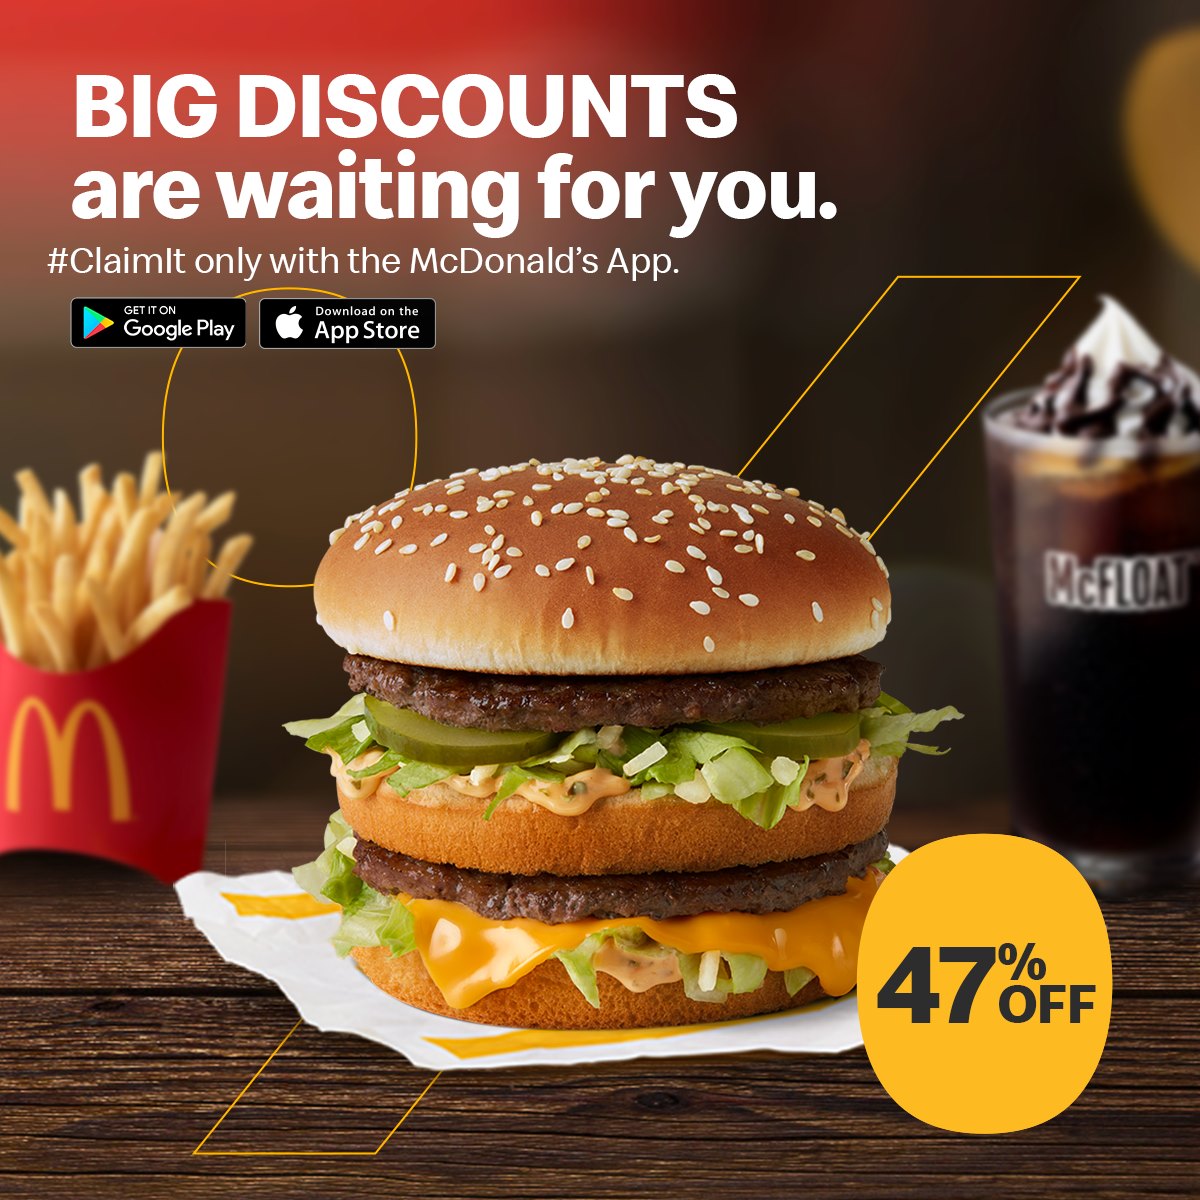 BIG DISCOUNTS
are waiting for you.
#ClaimIt only with the McDonald's App.
GET IT ON
Google Play
Download on the
App Store
McFLOAT
47%
OFF